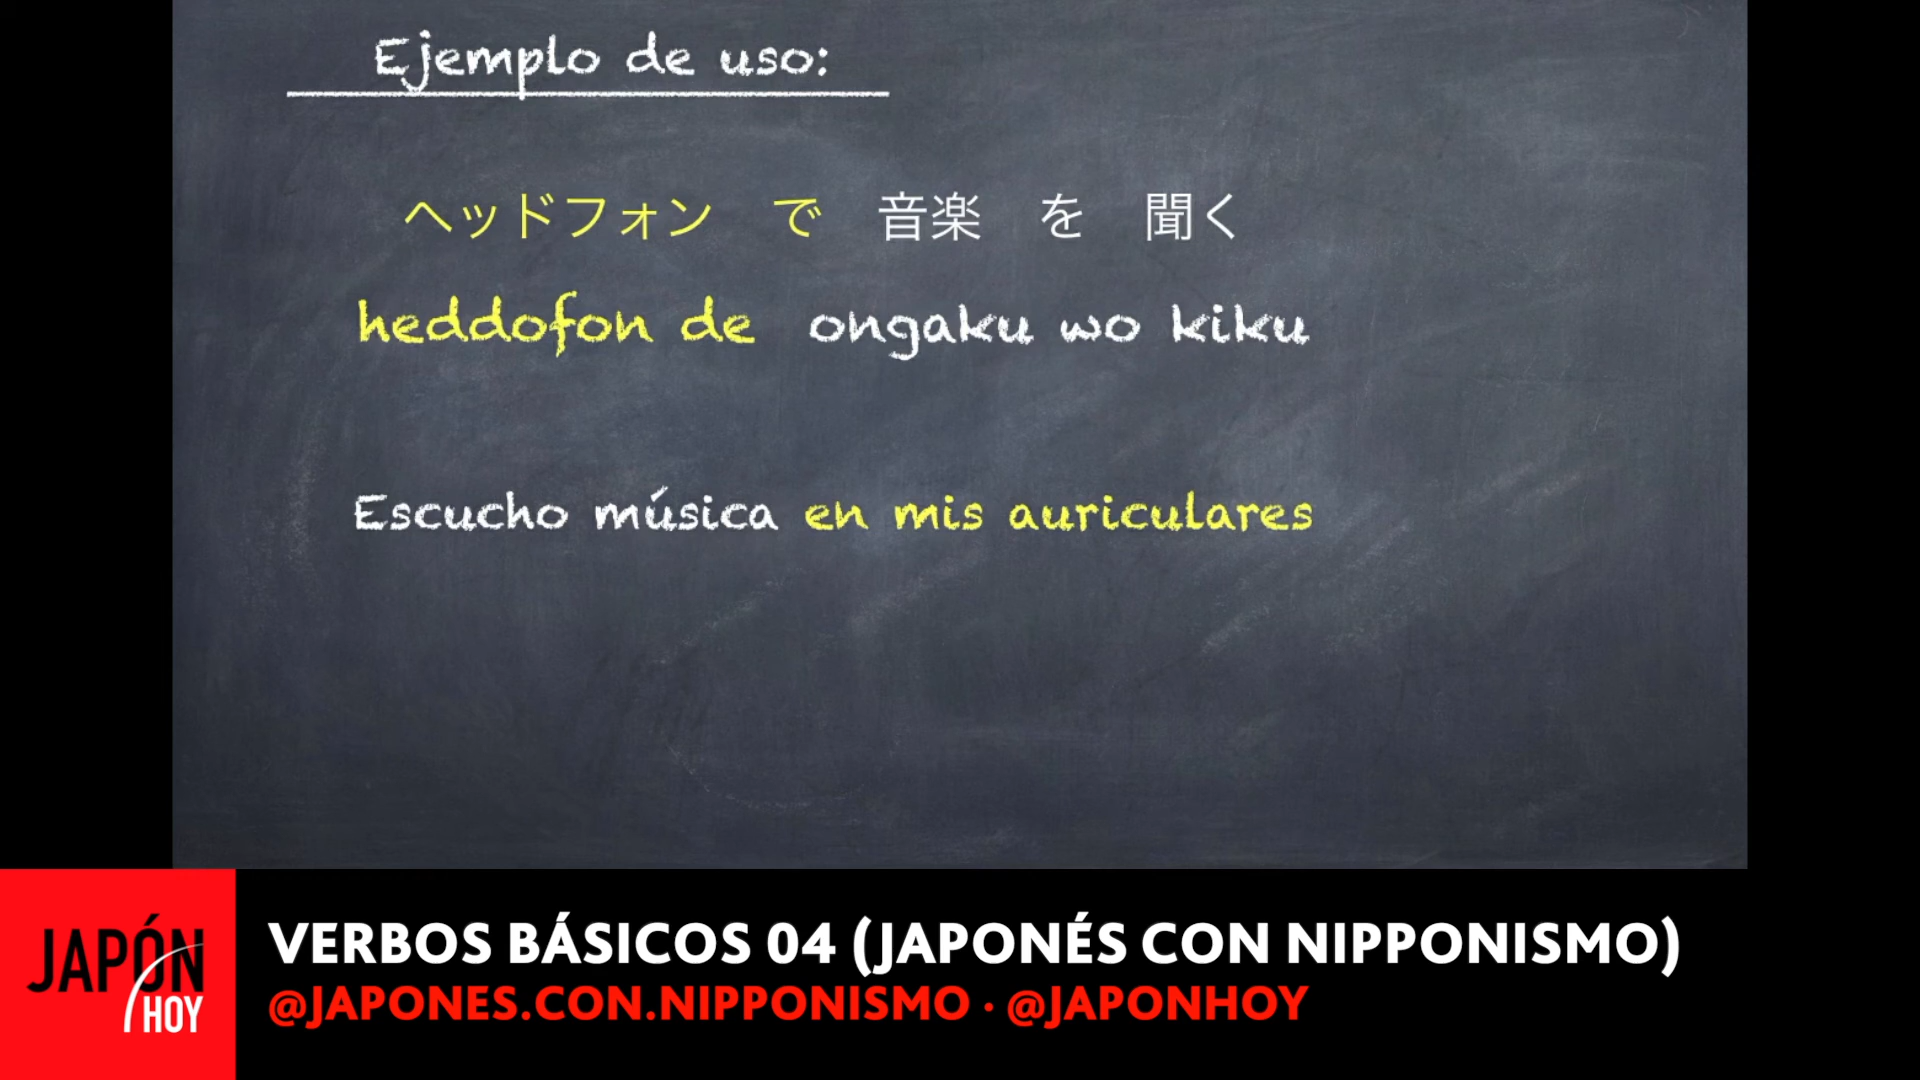 Ejemplo de uso:
ヘッドフォン で 音楽 を 聞く
heddofon de ongaku wo kiku
Escucho música en mis auriculares
JAPÓN
HOY
VERBOS BÁSICOS 04 (JAPONÉS CON NIPPONISMO)
@JAPONES.CON.NIPPONISMO · @JAPONHOY